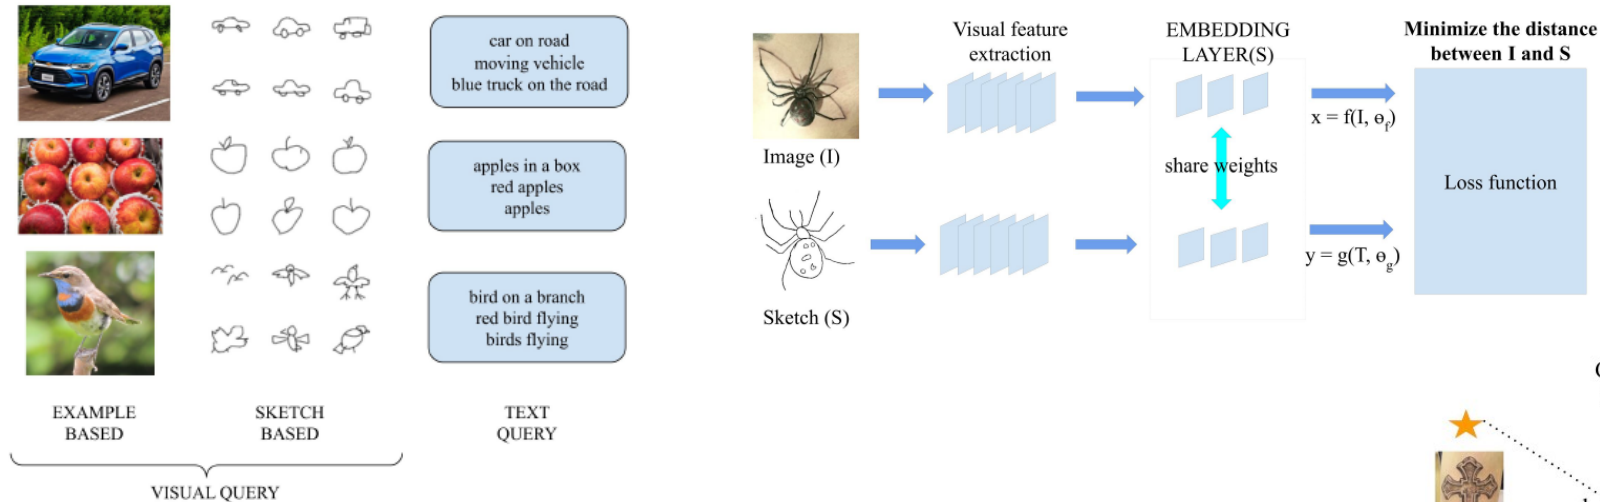 car on road
moving vehicle
blue truck on the road
apples in a box
red apples
apples
bird on a branch
red bird flying
birds flying
EXAMPLE
BASED
SKETCH
BASED
TEXT
QUERY
VISUAL QUERY
Visual feature
extraction
EMBEDDING
LAYER(S)
Minimize the distance
between I and S
Image (I)
share weights
x = f(I, ɵf)
Loss function
Sketch (S)
y = g(T, ɵg)